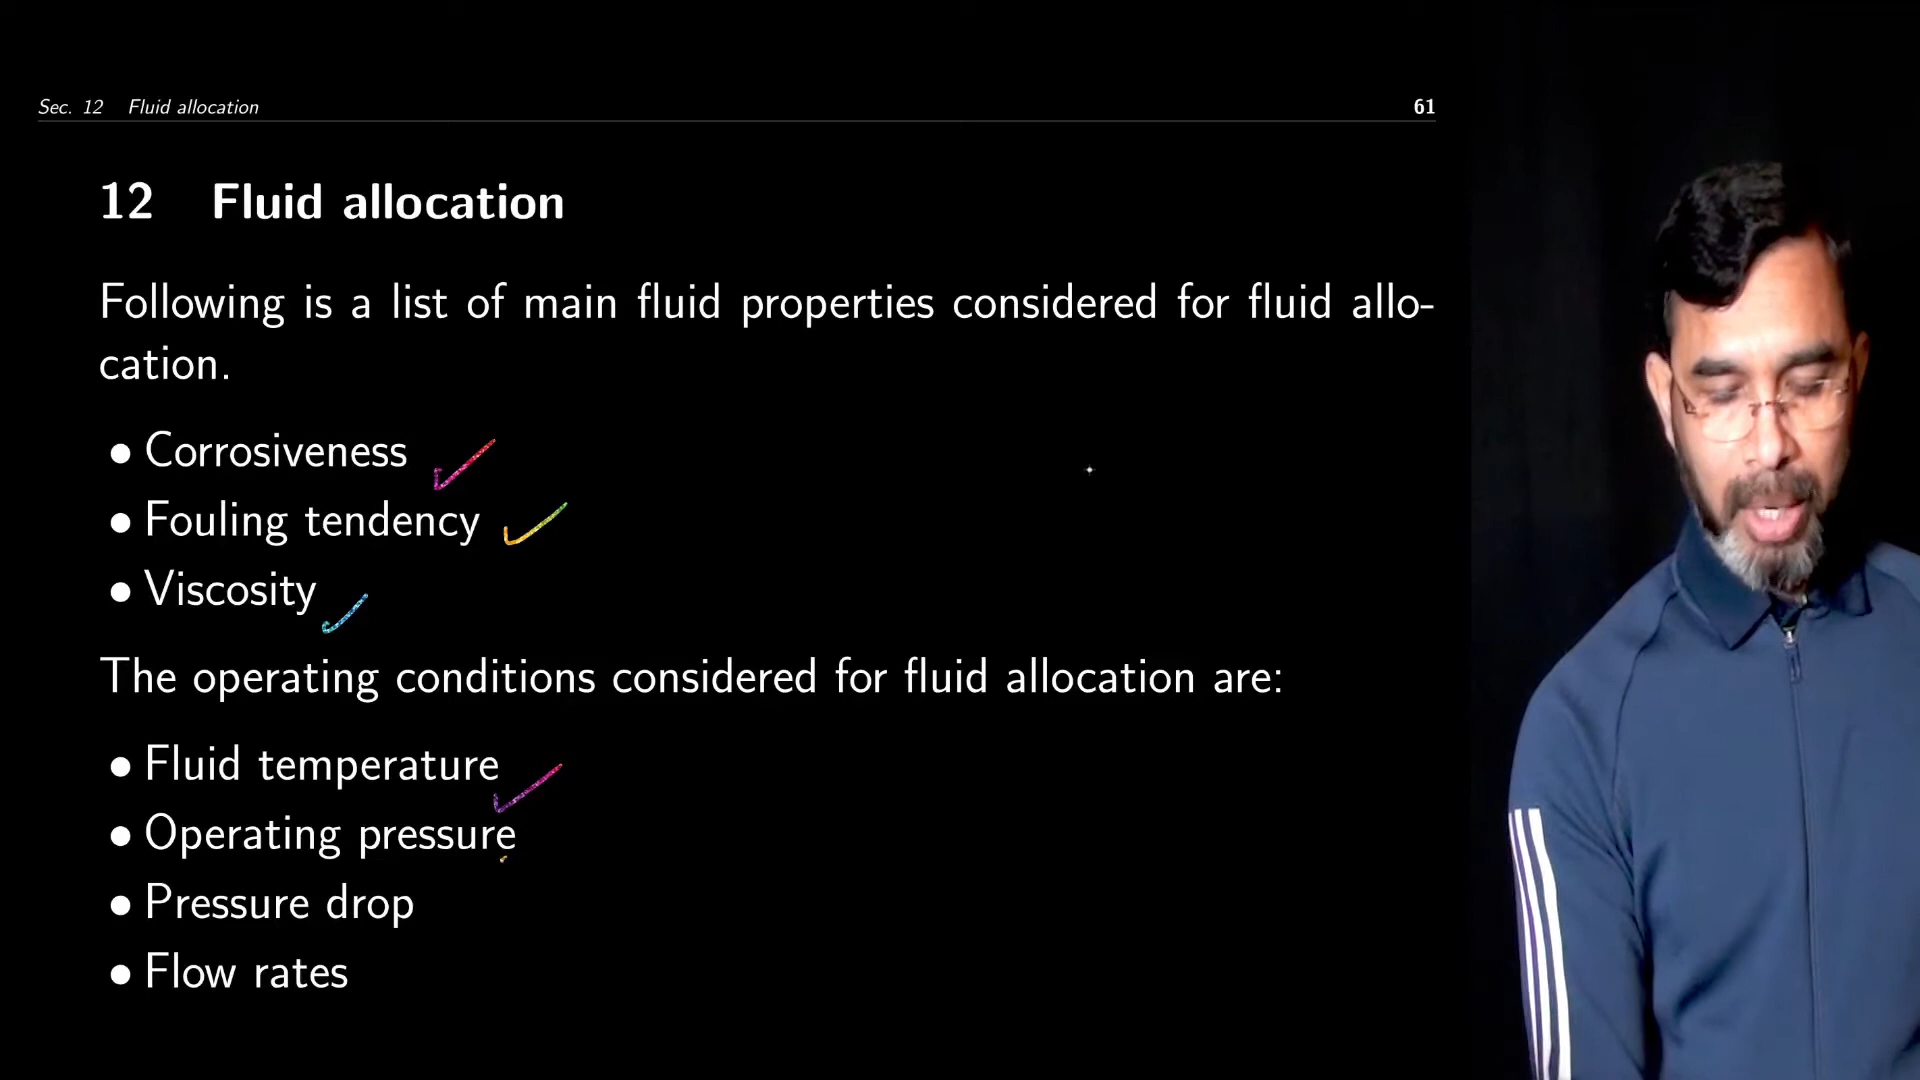 Sec. 12 Fluid allocation 61
12 Fluid allocation
Following is a list of main fluid properties considered for fluid allo-
cation.
• Corrosiveness
• Fouling tendency
• Viscosity
The operating conditions considered for fluid allocation are:
• Fluid temperature
• Operating pressure
• Pressure drop
• Flow rates